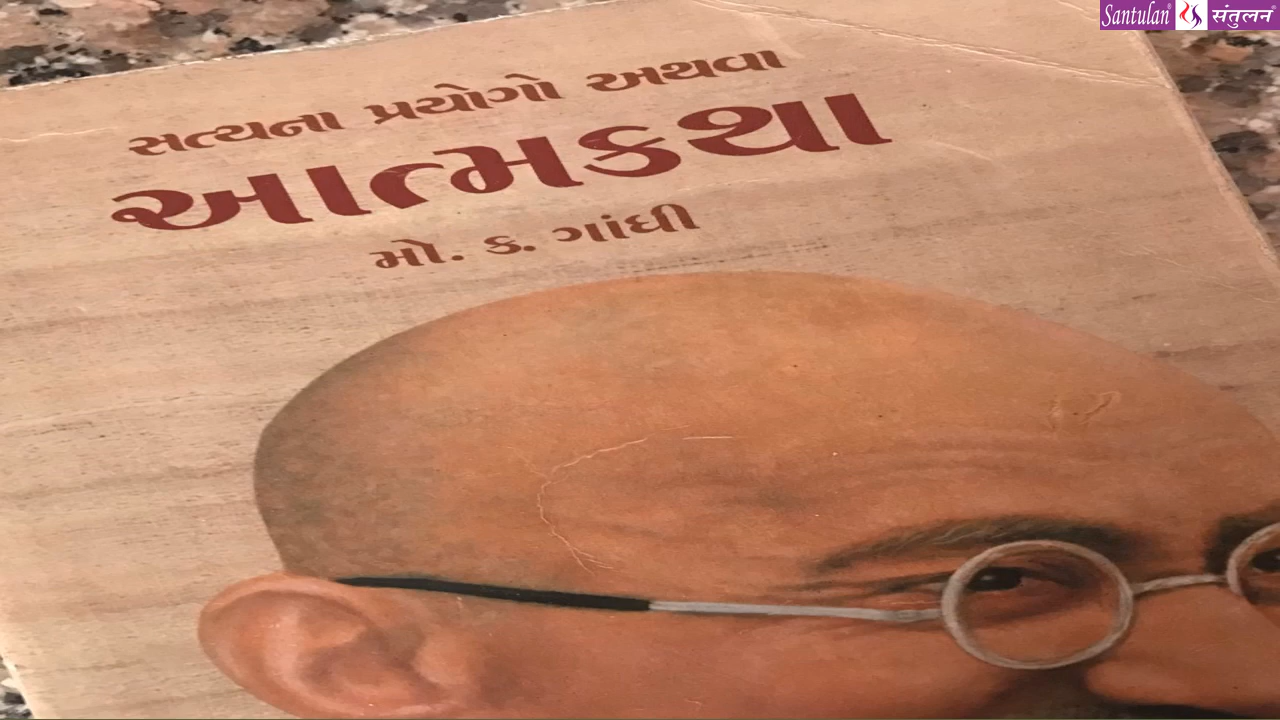 Santulan® संतुलन®
સત્યના પ્રયોગો અથવા
આત્મકથા
મો. ક. ગાંધી